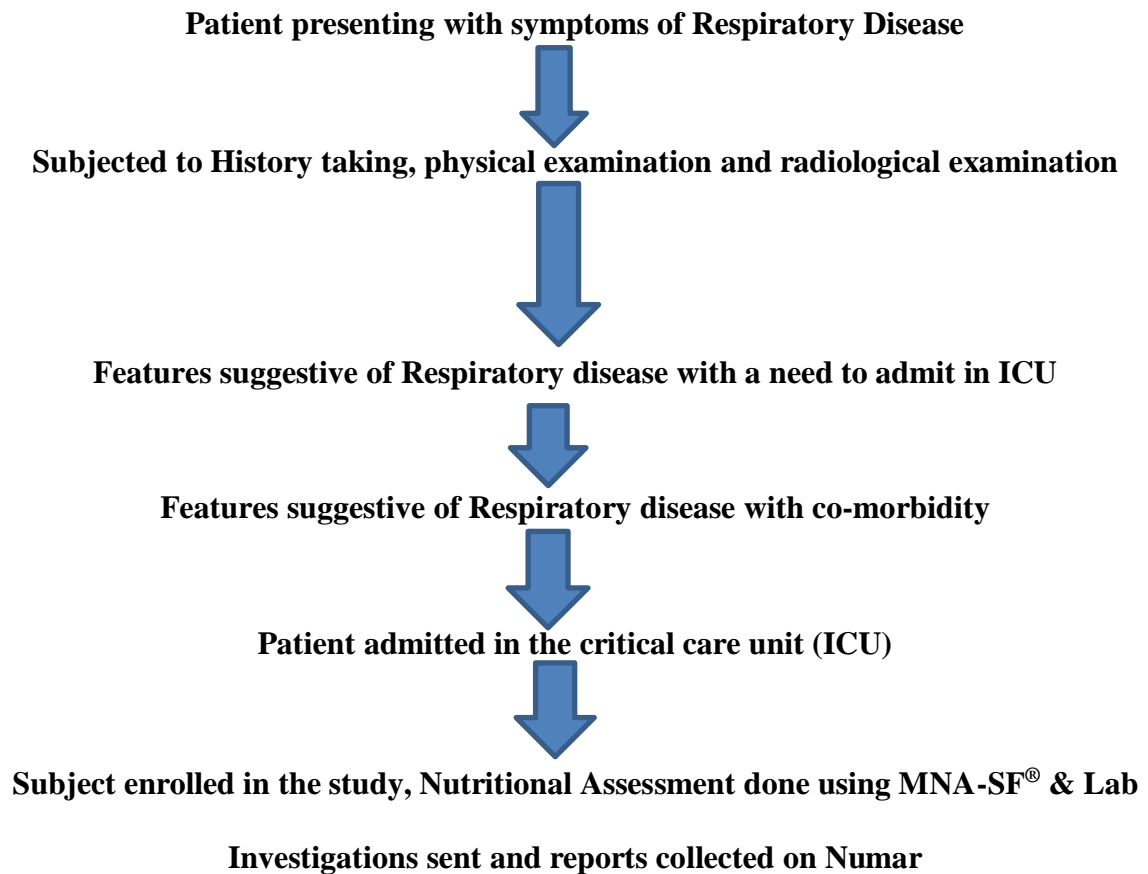 Patient presenting with symptoms of Respiratory Disease
Subjected to History taking, physical examination and radiological examination
Features suggestive of Respiratory disease with a need to admit in ICU
Features suggestive of Respiratory disease with co-morbidity
Patient admitted in the critical care unit (ICU)
Subject enrolled in the study, Nutritional Assessment done using MNA-SF® & Lab
Investigations sent and reports collected on Numar